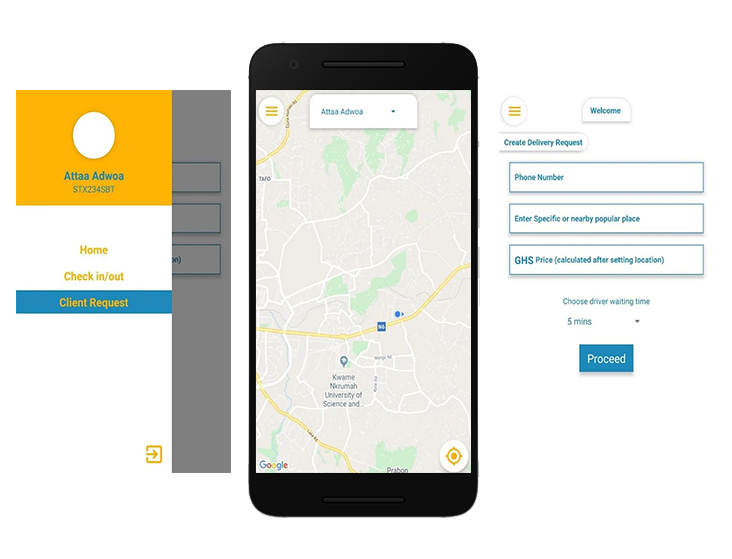 Attaa Adwoa
STX234SBT
Home
Check in/out
Client Request
on)
Attaa Adwoa
TAFO
N6
Kwame
Nkrumah
University of
Science and...
Lake Rd
Prabon
Google
Welcome
Create Delivery Request
Phone Number
Enter Specific or nearby popular place
GHS Price (calculated after setting location)
Choose driver waiting time
5 mins
Proceed